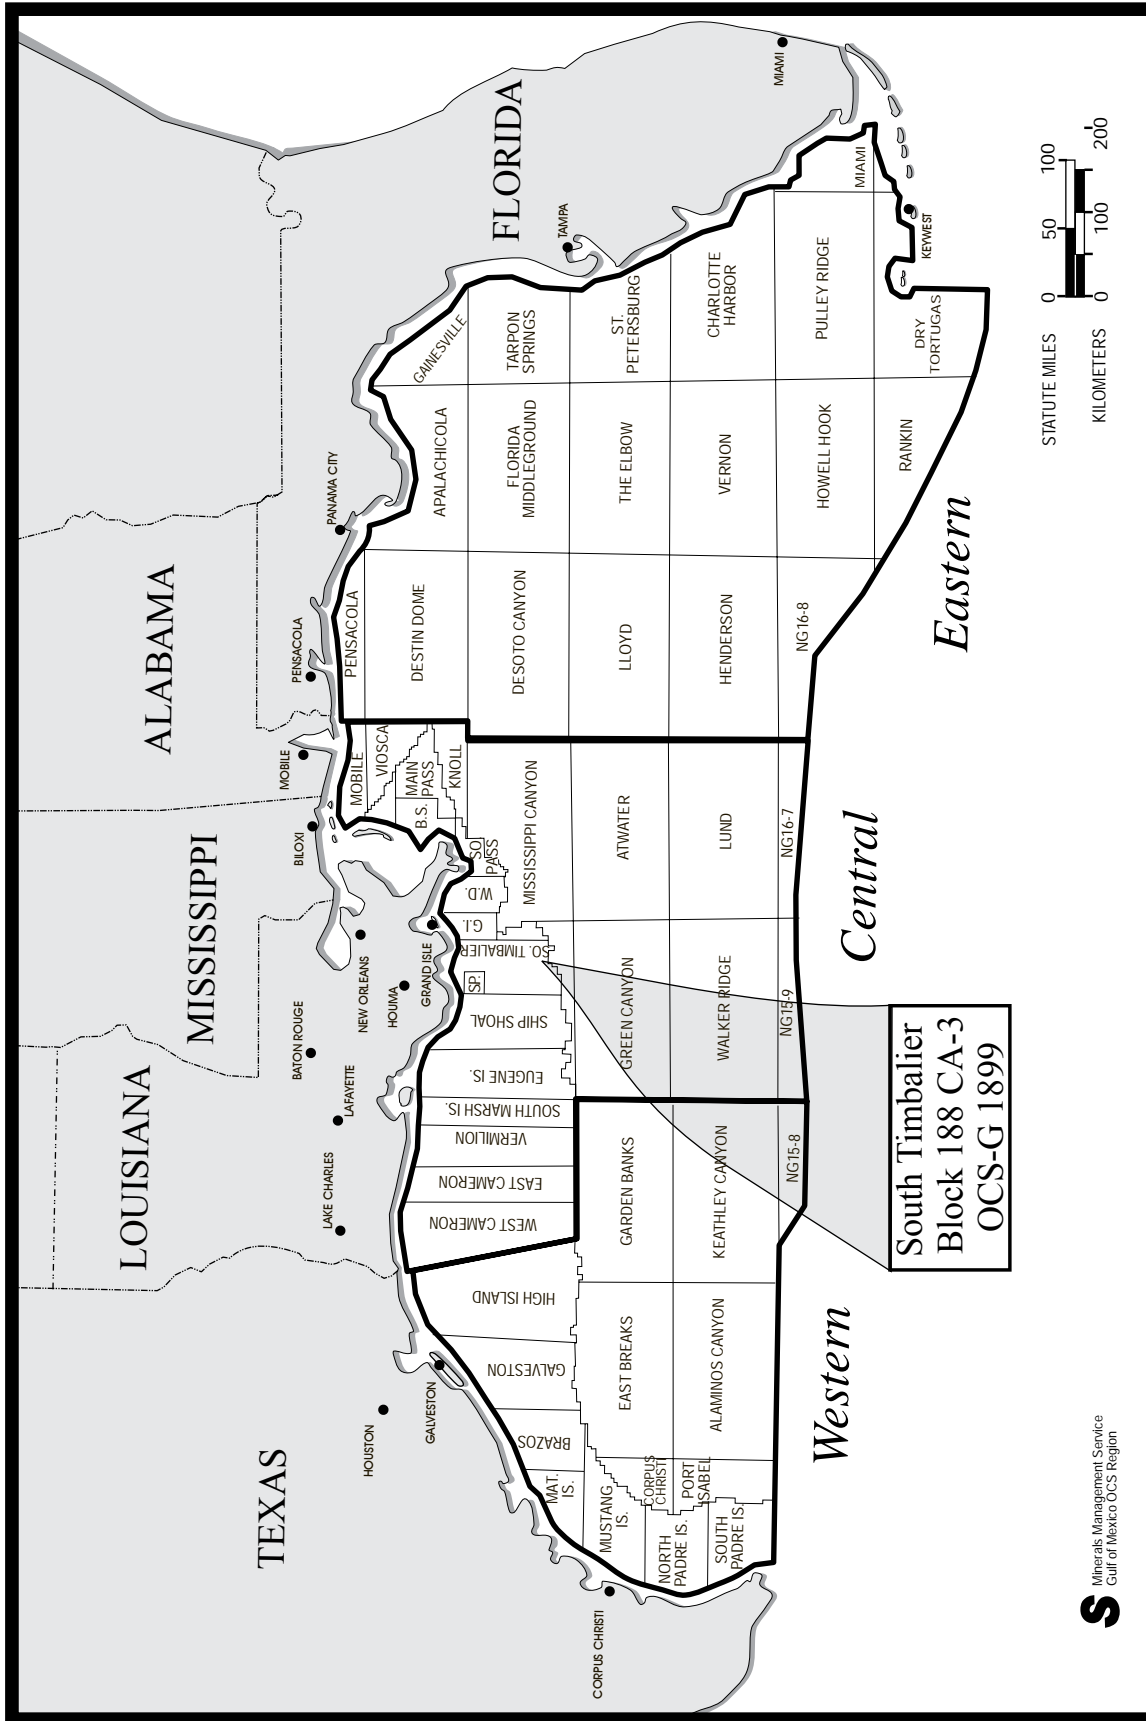 TEXAS
LOUISIANA
MISSISSIPPI
ALABAMA
FLORIDA
HOUSTON
GALVESTON
CORPUS CHRISTI
LAKE CHARLES
LAFAYETTE
BATON ROUGE
NEW ORLEANS
HOUMA
GRAND ISLE
BILOXI
MOBILE
PENSACOLA
PANAMA CITY
TAMPA
MIAMI
KEYWEST
SOUTH
PADRE IS.
NORTH
PADRE IS.
MUSTANG
IS.
MAT.
IS.
BRAZOS
GALVESTON
HIGH ISLAND
CORPUS
CHRISTI
PORT
ISABEL
EAST BREAKS
ALAMINOS CANYON
GARDEN BANKS
KEATHLEY CANYON
NG15-8
WEST CAMERON
EAST CAMERON
VERMILION
SOUTH MARSH IS.
EUGENE IS.
SHIP SHOAL
SP.
SO. TIMBALIER
G.I.
W.D.
SO.
PASS
B.S.
MAIN
PASS
MOBILE
VIOSCA
KNOLL
MISSISSIPPI CANYON
GREEN CANYON
WALKER RIDGE
NG15-9
ATWATER
LUND
NG16-7
PENSACOLA
DESTIN DOME
DESOTO CANYON
LLOYD
HENDERSON
NG16-8
APALACHICOLA
FLORIDA
MIDDLEGROUND
THE ELBOW
VERNON
HOWELL HOOK
RANKIN
GAINESVILLE
TARPON
SPRINGS
ST.
PETERSBURG
CHARLOTTE
HARBOR
PULLEY RIDGE
MIAMI
DRY
TORTUGAS
Western
Central
Eastern
South Timbalier
Block 188 CA-3
OCS-G 1899
STATUTE MILES
0 50 100
KILOMETERS
0 100 200
S
Minerals Management Service
Gulf of Mexico OCS Region